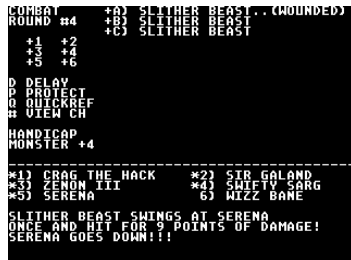 COMBAT +A) SLITHER BEAST..(WOUNDED)
ROUND #4 +B) SLITHER BEAST
+C) SLITHER BEAST
+1 +2
+3 +4
+5 +6
D DELAY
P PROTECT
Q QUICKREF
# VIEW CH
HANDICAP
MONSTER +4
*1) CRAG THE HACK *2) SIR GALAND
*3) ZENON III *4) SWIFTY SARG
*5) SERENA 6) WIZZ BANE
SLITHER BEAST SWINGS AT SERENA
ONCE AND HIT FOR 9 POINTS OF DAMAGE!
SERENA GOES DOWN!!!